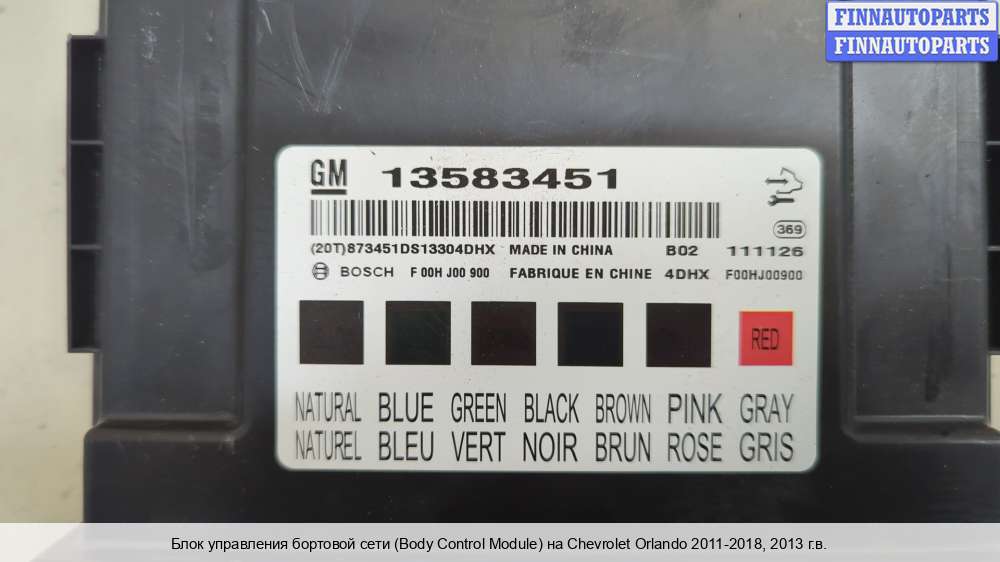 FINNAUTOPARTS
FINNAUTOPARTS
GM 13583451
369
(20T)873451DS13304DHX MADE IN CHINA B02 111126
BOSCH F 00H J00 900 FABRIQUE EN CHINE 4DHX F00HJ00900
RED
NATURAL BLUE GREEN BLACK BROWN PINK GRAY
NATUREL BLEU VERT NOIR BRUN ROSE GRIS
Блок управления бортовой сети (Body Control Module) на Chevrolet Orlando 2011-2018, 2013 г.в.